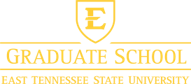 E
GRADUATE SCHOOL
EAST TENNESSEE STATE UNIVERSITY